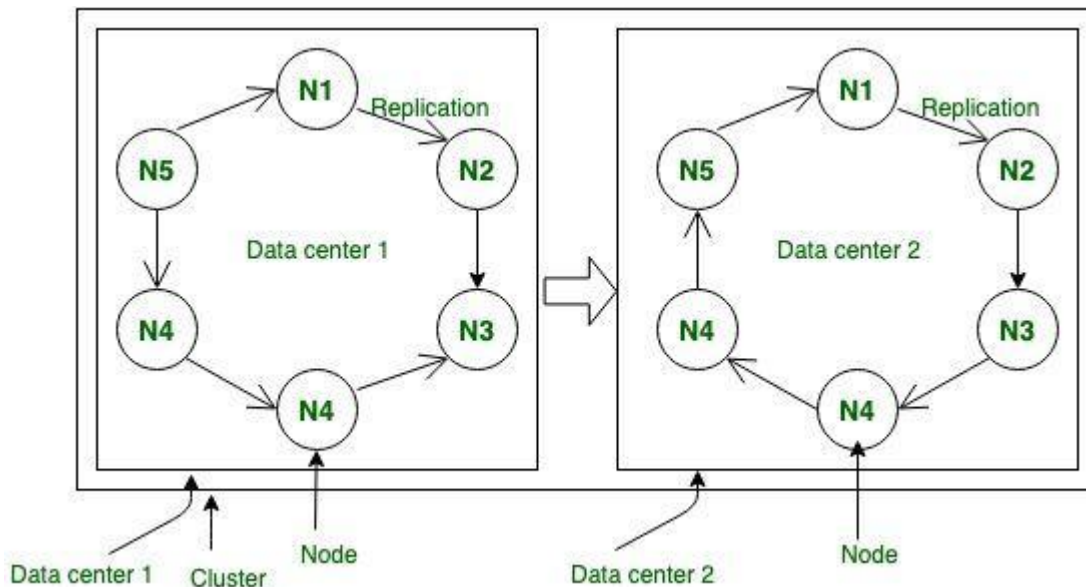 N1
Replication
N5
N2
Data center 1
N4
N3
N4
N1
Replication
N5
N2
Data center 2
N4
N3
N4
Data center 1
Cluster
Node
Data center 2
Node